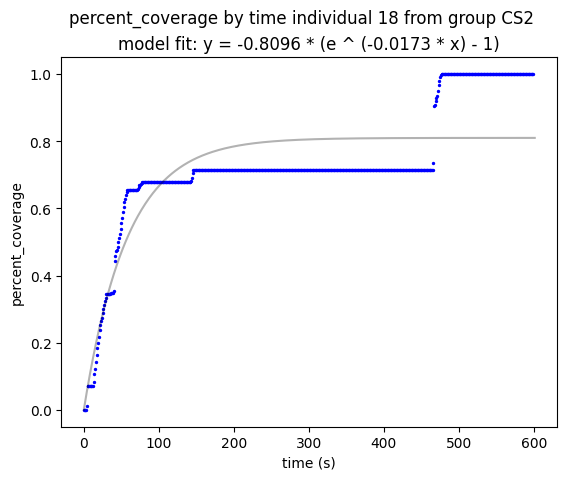 percent_coverage by time individual 18 from group CS2
model fit: y = -0.8096 * (e ^ (-0.0173 * x) - 1)
1.0
0.8
0.6
0.4
0.2
0.0
percent_coverage
0 100 200 300 400 500 600
time (s)